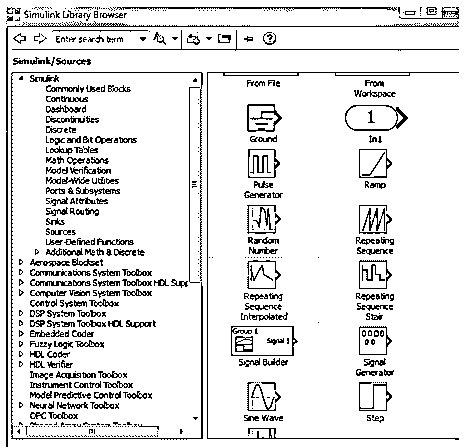 Simulink Library Browser
Enter search term
Simulink/Sources
Simulink
Commonly Used Blocks
Continuous
Dashboard
Discontinuities
Discrete
Logic and Bit Operations
Lookup Tables
Math Operations
Model Verification
Model-Wide Utilities
Ports & Subsystems
Signal Attributes
Signal Routing
Sinks
Sources
User-Defined Functions
Additional Math & Discrete
Aerospace Blockset
Communications System Toolbox
Communications System Toolbox HDL Supp
Computer Vision System Toolbox
Control System Toolbox
DSP System Toolbox
DSP System Toolbox HDL Support
Embedded Coder
Fuzzy Logic Toolbox
HDL Coder
HDL Verifier
Image Acquisition Toolbox
Instrument Control Toolbox
Model Predictive Control Toolbox
Neural Network Toolbox
OPC Toolbox
From File
From
Workspace
Ground
1
In1
Pulse
Generator
Ramp
Random
Number
Repeating
Sequence
Repeating
Sequence
Interpolated
Repeating
Sequence
Stair
Group 1
Signal 1
Signal Builder
Signal
Generator
Sine Wave
Step